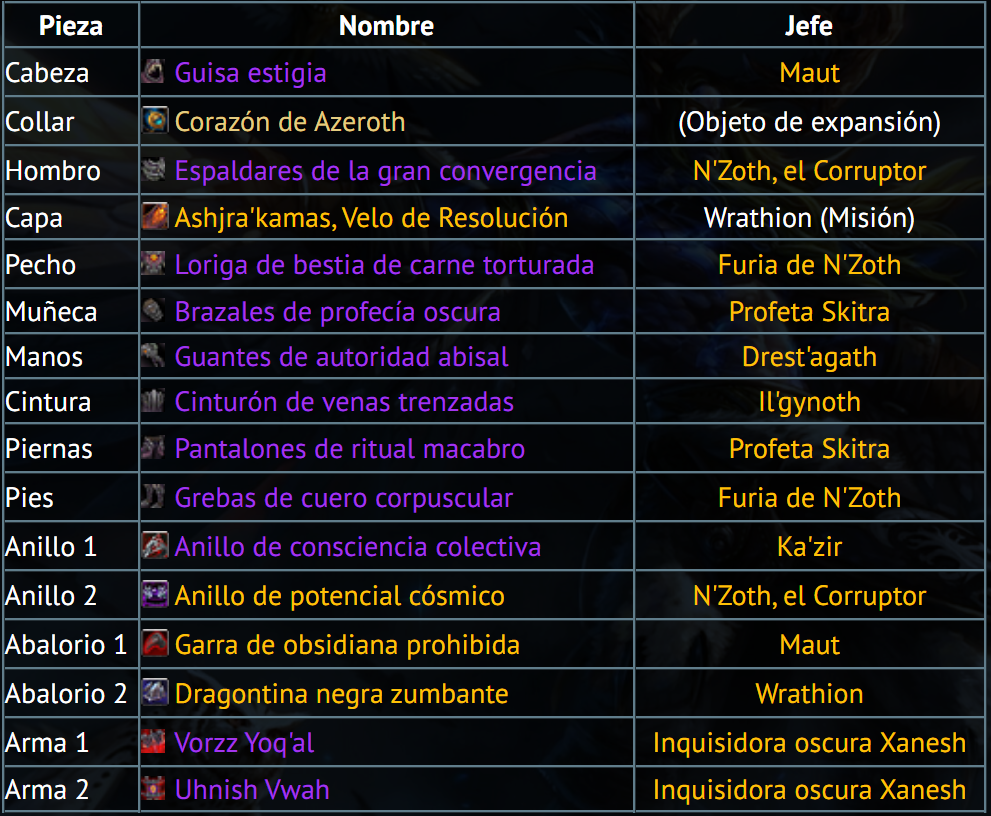 Pieza Nombre Jefe
Cabeza Guisa estigia Maut
Collar Corazón de Azeroth (Objeto de expansión)
Hombro Espaldares de la gran convergencia N'Zoth, el Corruptor
Capa Ashjra'kamas, Velo de Resolución Wrathion (Misión)
Pecho Loriga de bestia de carne torturada Furia de N'Zoth
Muñeca Brazales de profecía oscura Profeta Skitra
Manos Guantes de autoridad abisal Drest'agath
Cintura Cinturón de venas trenzadas Il'gynoth
Piernas Pantalones de ritual macabro Profeta Skitra
Pies Grebas de cuero corpuscular Furia de N'Zoth
Anillo 1 Anillo de consciencia colectiva Ka'zir
Anillo 2 Anillo de potencial cósmico N'Zoth, el Corruptor
Abalorio 1 Garra de obsidiana prohibida Maut
Abalorio 2 Dragontina negra zumbante Wrathion
Arma 1 Vorzz Yoq'al Inquisidora oscura Xanesh
Arma 2 Uhnish Vwah Inquisidora oscura Xanesh